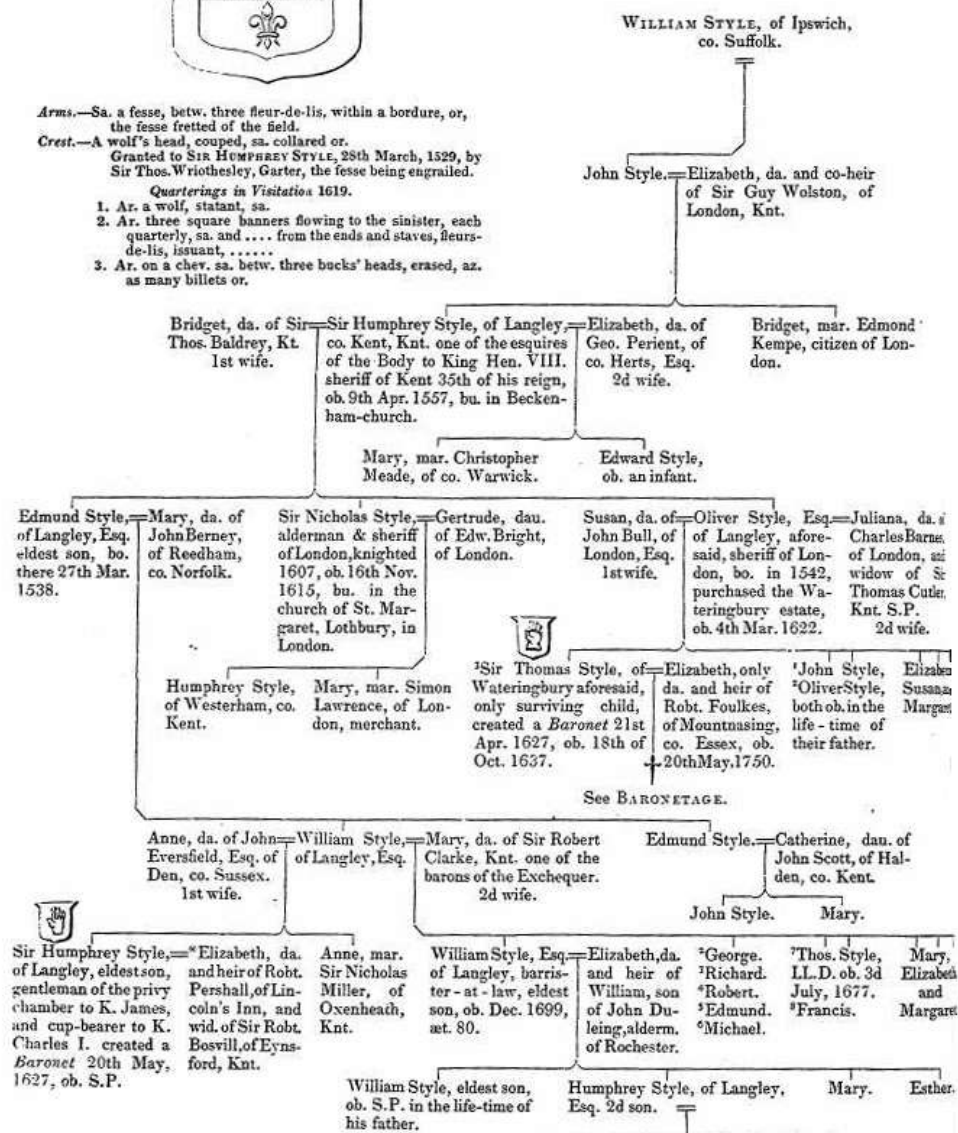 WILLIAM STYLE, of Ipswich,
co. Suffolk.
Arms.—Sa. a fesse, betw. three fleur-de-lis, within a bordure, or,
the fesse fretted of the field.
Crest.—A wolf's head, couped, sa. collared or.
Granted to SIR HUMPHREY STYLE, 28th March, 1529, by
Sir Thos. Wriothesley, Garter, the fesse being engrailed.
Quarterings in Visitation 1619.
1. Ar. a wolf, statant, sa.
2. Ar. three square banners flowing to the sinister, each
quarterly, sa. and .... from the ends and staves, fleurs-
de-lis, issuant, ......
3. Ar. on a chev. sa. betw. three bucks' heads, erased, az.
as many billets or.
John Style.
Elizabeth, da. and co-heir
of Sir Guy Wolston, of
London, Knt.
Bridget, da. of Sir
Thos. Baldrey, Kt.
1st wife.
Sir Humphrey Style, of Langley,
co. Kent, Knt. one of the esquires
of the Body to King Hen. VIII.
sheriff of Kent 35th of his reign,
ob. 9th Apr. 1557, bu. in Becken-
ham-church.
Elizabeth, da. of
Geo. Perient, of
co. Herts, Esq.
2d wife.
Bridget, mar. Edmond
Kempe, citizen of Lon-
don.
Mary, mar. Christopher
Meade, of co. Warwick.
Edward Style,
ob. an infant.
Edmund Style,
of Langley, Esq.
eldest son, bo.
there 27th Mar.
1538.
Mary, da. of
John Berney,
of Reedham,
co. Norfolk.
Sir Nicholas Style,
alderman & sheriff
of London, knighted
1607, ob. 16th Nov.
1615, bu. in the
church of St. Mar-
garet, Lothbury, in
London.
Gertrude, dau.
of Edw. Bright,
of London.
Susan, da. of
John Bull, of
London, Esq.
1st wife.
Oliver Style, Esq.
of Langley, afore-
said, sheriff of Lon-
don, bo. in 1542,
purchased the Wa-
teringbury estate,
ob. 4th Mar. 1622.
Juliana, da.
Charles Barne,
of London, and
widow of Sir
Thomas Cutler,
Knt. S.P.
2d wife.
Humphrey Style,
of Westerham, co.
Kent.
Mary, mar. Simon
Lawrence, of Lon-
don, merchant.
³Sir Thomas Style, of
Wateringbury aforesaid,
only surviving child,
created a Baronet 21st
Apr. 1627, ob. 18th of
Oct. 1637.
Elizabeth, only
da. and heir of
Robt. Foulkes,
of Mountnasing,
co. Essex, ob.
20th May, 1750.
¹John Style,
²Oliver Style,
both ob. in the
life-time of
their father.
Elizabeth
Susan
Margaret
See BARONETAGE.
Anne, da. of John
Eversfield, Esq. of
Den, co. Sussex.
1st wife.
William Style,
of Langley, Esq.
Mary, da. of Sir Robert
Clarke, Knt. one of the
barons of the Exchequer.
2d wife.
Edmund Style.
Catherine, dau. of
John Scott, of Hal-
den, co. Kent.
John Style.
Mary.
Sir Humphrey Style,
of Langley, eldest son,
gentleman of the privy
chamber to K. James,
and cup-bearer to K.
Charles I. created a
Baronet 20th May,
1627, ob. S.P.
*Elizabeth, da.
and heir of Robt.
Pershall, of Lin-
coln's Inn, and
wid. of Sir Robt.
Bosvill, of Eyns-
ford, Knt.
Anne, mar.
Sir Nicholas
Miller, of
Oxenheath,
Knt.
William Style, Esq.
of Langley, barris-
ter-at-law, eldest
son, ob. Dec. 1699,
æt. 80.
Elizabeth, da.
and heir of
William, son
of John Du-
leing, alderm.
of Rochester.
²George.
³Richard.
⁴Robert.
⁵Edmund.
⁶Michael.
⁷Thos. Style,
LL.D. ob. 3d
July, 1677.
⁸Francis.
Mary,
Elizabeth
and
Margaret
William Style, eldest son,
ob. S.P. in the life-time of
his father.
Humphrey Style, of Langley,
Esq. 2d son.
Mary.
Esther.